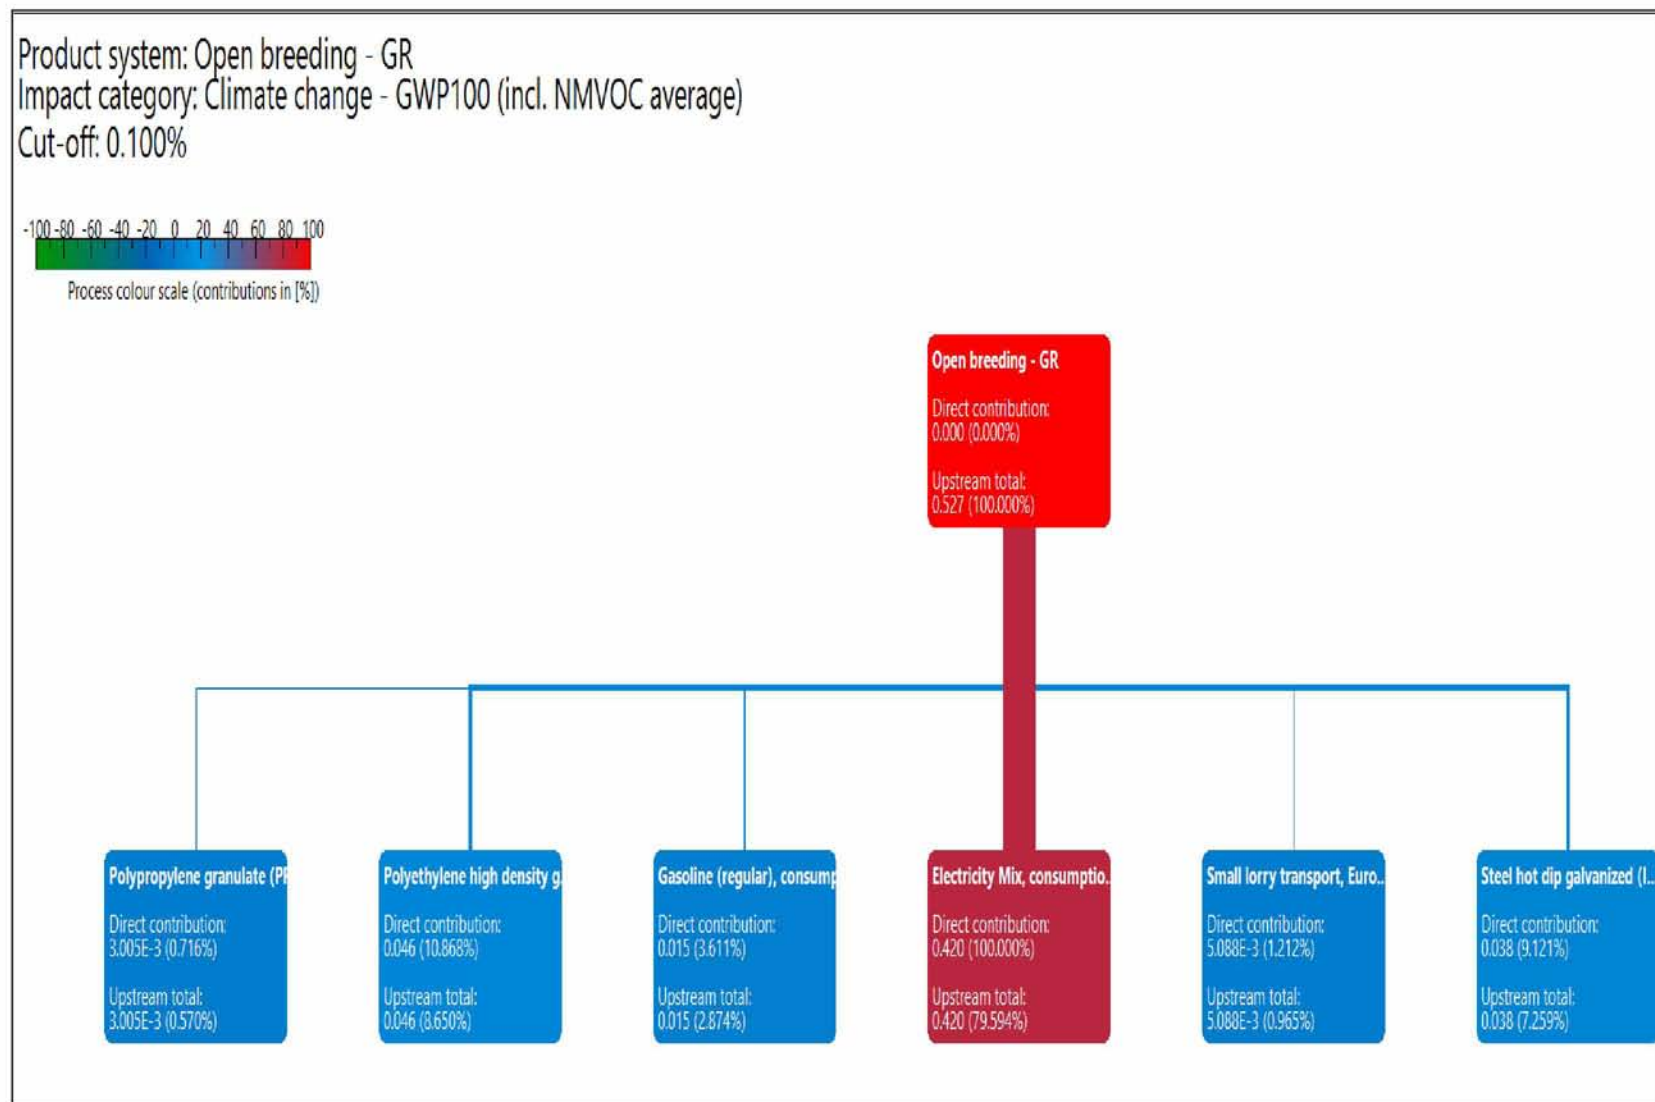 Product system: Open breeding - GR
Impact category: Climate change - GWP100 (incl. NMVOC average)
Cut-off: 0.100%
-100 -80 -60 -40 -20 0 20 40 60 80 100
Process colour scale (contributions in [%])
Open breeding - GR
Direct contribution:
0.000 (0.000%)
Upstream total:
0.527 (100.000%)
Polypropylene granulate (PP
Direct contribution:
3.005E-3 (0.716%)
Upstream total:
3.005E-3 (0.570%)
Polyethylene high density g.
Direct contribution:
0.046 (10.868%)
Upstream total:
0.046 (8.650%)
Gasoline (regular), consump
Direct contribution:
0.015 (3.611%)
Upstream total:
0.015 (2.874%)
Electricity Mix, consumptio..
Direct contribution:
0.420 (100.000%)
Upstream total:
0.420 (79.594%)
Small lorry transport, Euro..
Direct contribution:
5.088E-3 (1.212%)
Upstream total:
5.088E-3 (0.965%)
Steel hot dip galvanized (I...
Direct contribution:
0.038 (9.121%)
Upstream total:
0.038 (7.259%)